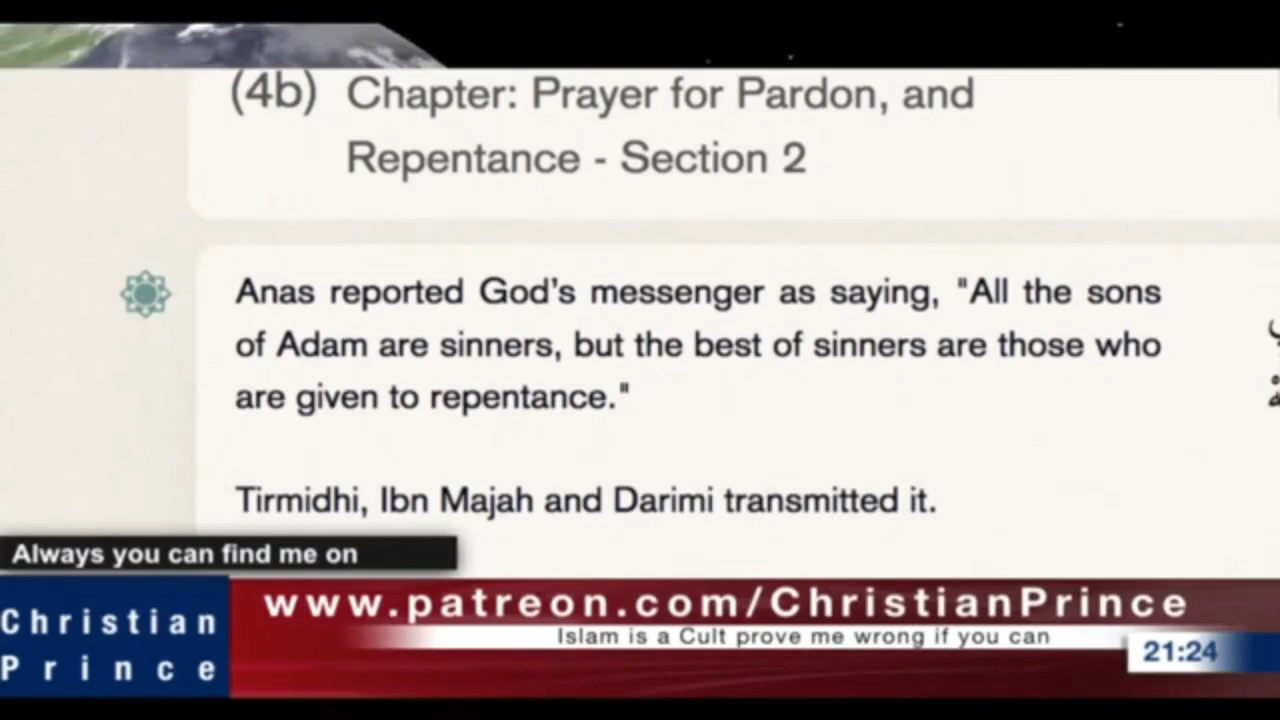 (4b) Chapter: Prayer for Pardon, and
Repentance - Section 2
Anas reported God's messenger as saying, "All the sons
of Adam are sinners, but the best of sinners are those who
are given to repentance."
Tirmidhi, Ibn Majah and Darimi transmitted it.
Always you can find me on
www.patreon.com/ChristianPrince
Christian
Prince
Islam is a Cult prove me wrong if you can
21:24